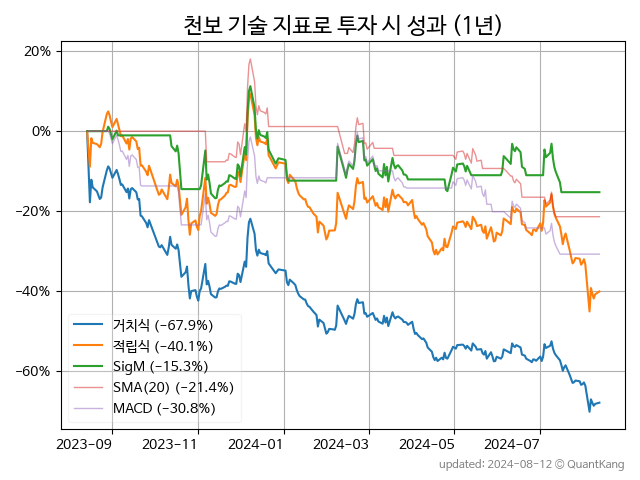 천보 기술 지표로 투자 시 성과 (1년)
20%
0%
−20%
−40%
−60%
거치식 (−67.9%)
적립식 (−40.1%)
SigM (−15.3%)
SMA(20) (−21.4%)
MACD (−30.8%)
2023-09
2023-11
2024-01
2024-03
2024-05
2024-07
updated: 2024-08-12 © QuantKang